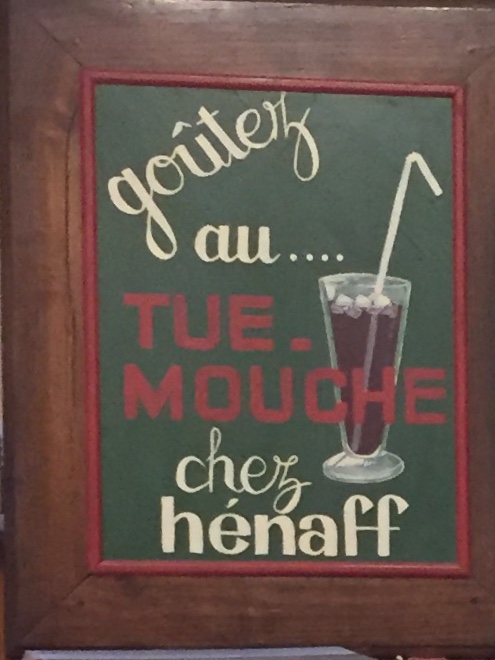 goûtez
au....
TUE-
MOUCHE
chez
hénaff